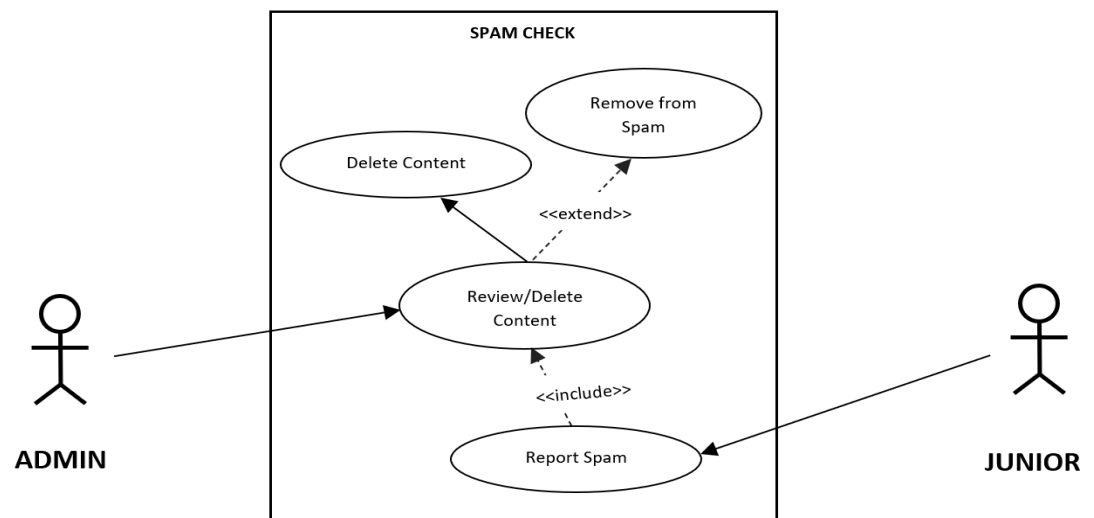 SPAM CHECK
Remove from
Spam
Delete Content
<<extend>>
Review/Delete
Content
<<include>>
Report Spam
ADMIN
JUNIOR